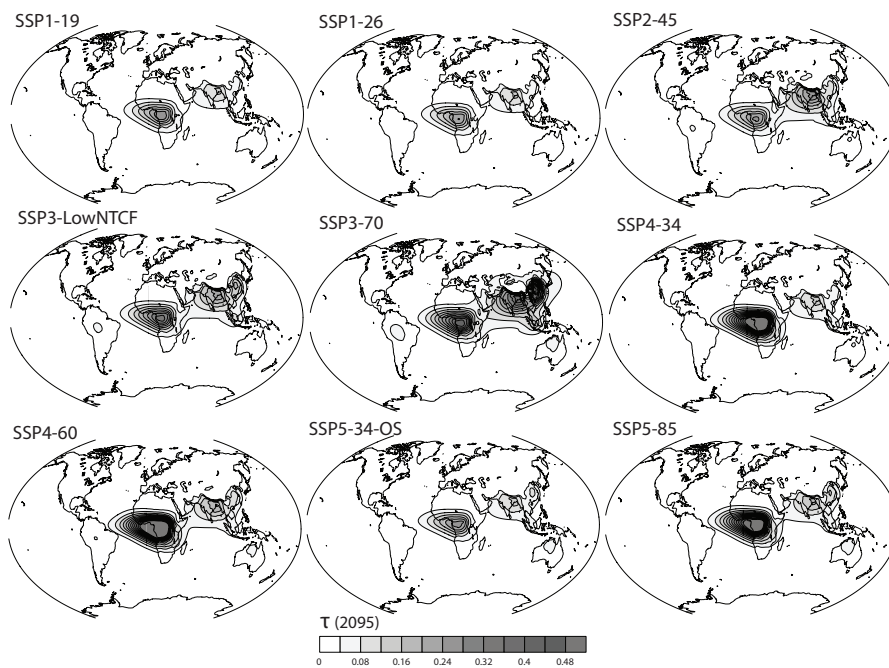 SSP1-19
SSP1-26
SSP2-45
SSP3-LowNTCF
SSP3-70
SSP4-34
SSP4-60
SSP5-34-OS
SSP5-85
τ (2095)
0 0.08 0.16 0.24 0.32 0.4 0.48